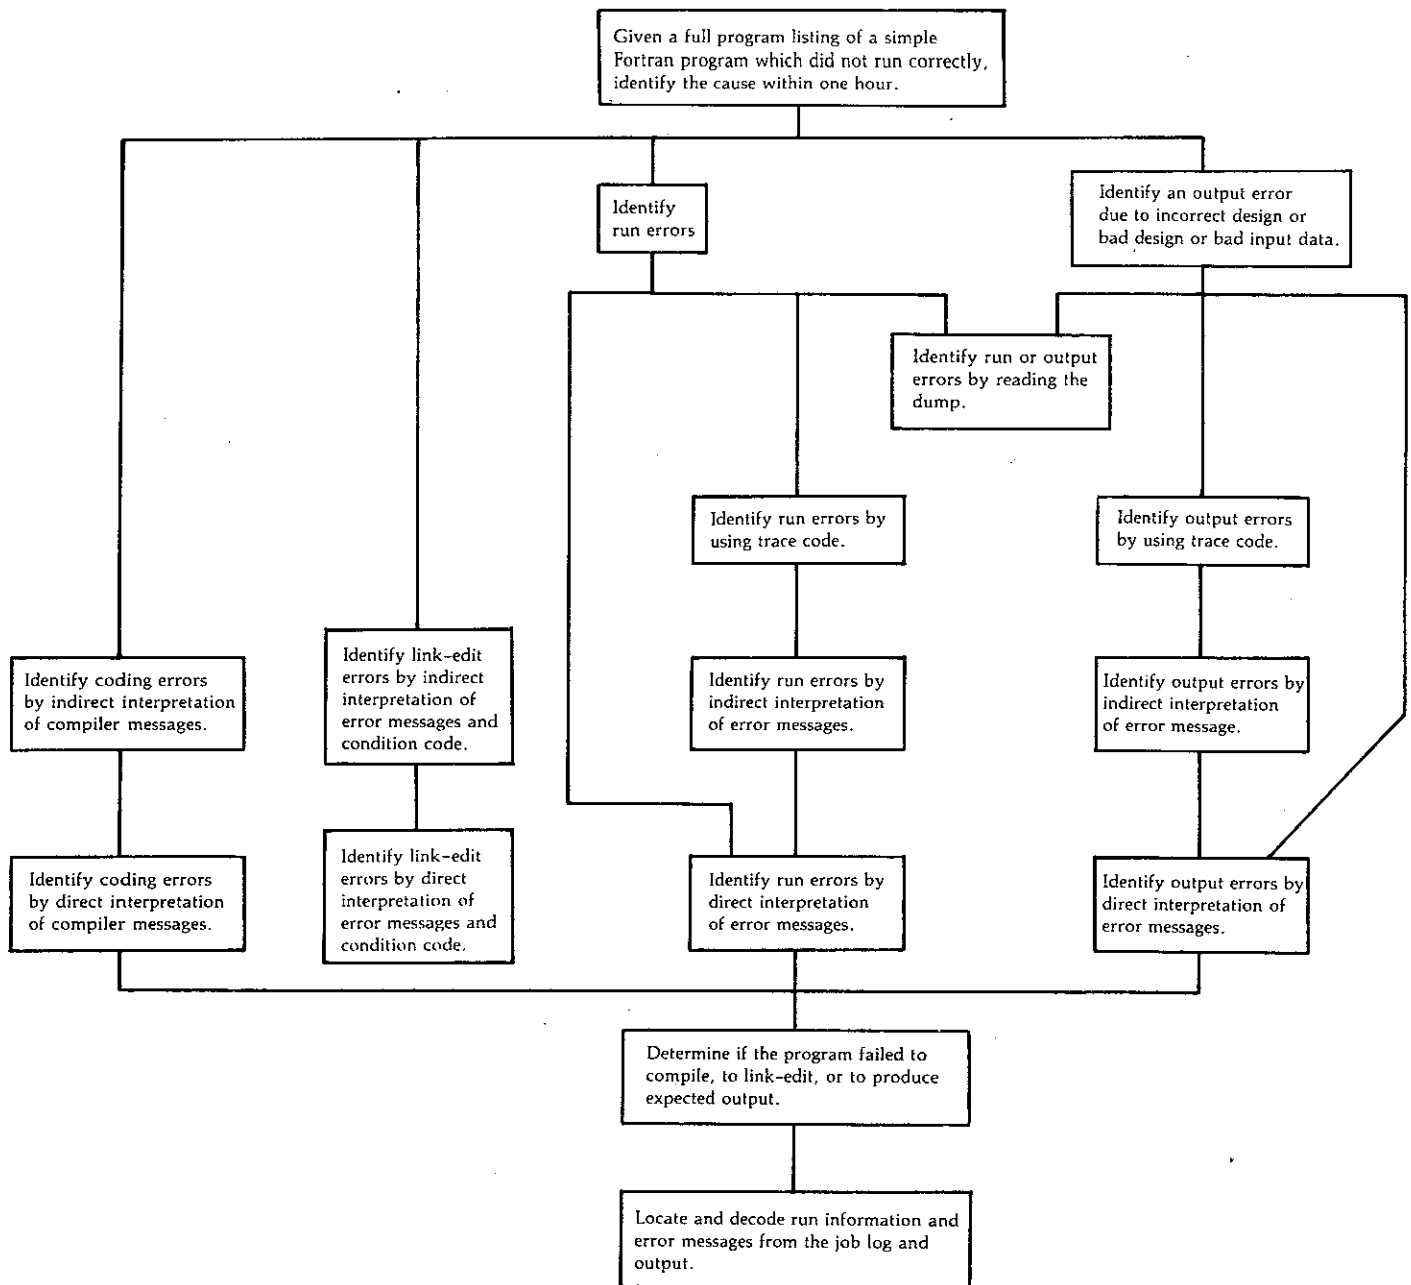 Given a full program listing of a simple
Fortran program which did not run correctly,
identify the cause within one hour.
Identify
run errors
Identify an output error
due to incorrect design or
bad design or bad input data.
Identify run or output
errors by reading the
dump.
Identify run errors by
using trace code.
Identify output errors
by using trace code.
Identify coding errors
by indirect interpretation
of compiler messages.
Identify link-edit
errors by indirect
interpretation of
error messages and
condition code.
Identify run errors by
indirect interpretation
of error messages.
Identify output errors by
indirect interpretation
of error message.
Identify coding errors
by direct interpretation
of compiler messages.
Identify link-edit
errors by direct
interpretation of
error messages and
condition code.
Identify run errors by
direct interpretation
of error messages.
Identify output errors by
direct interpretation of
error messages.
Determine if the program failed to
compile, to link-edit, or to produce
expected output.
Locate and decode run information and
error messages from the job log and
output.